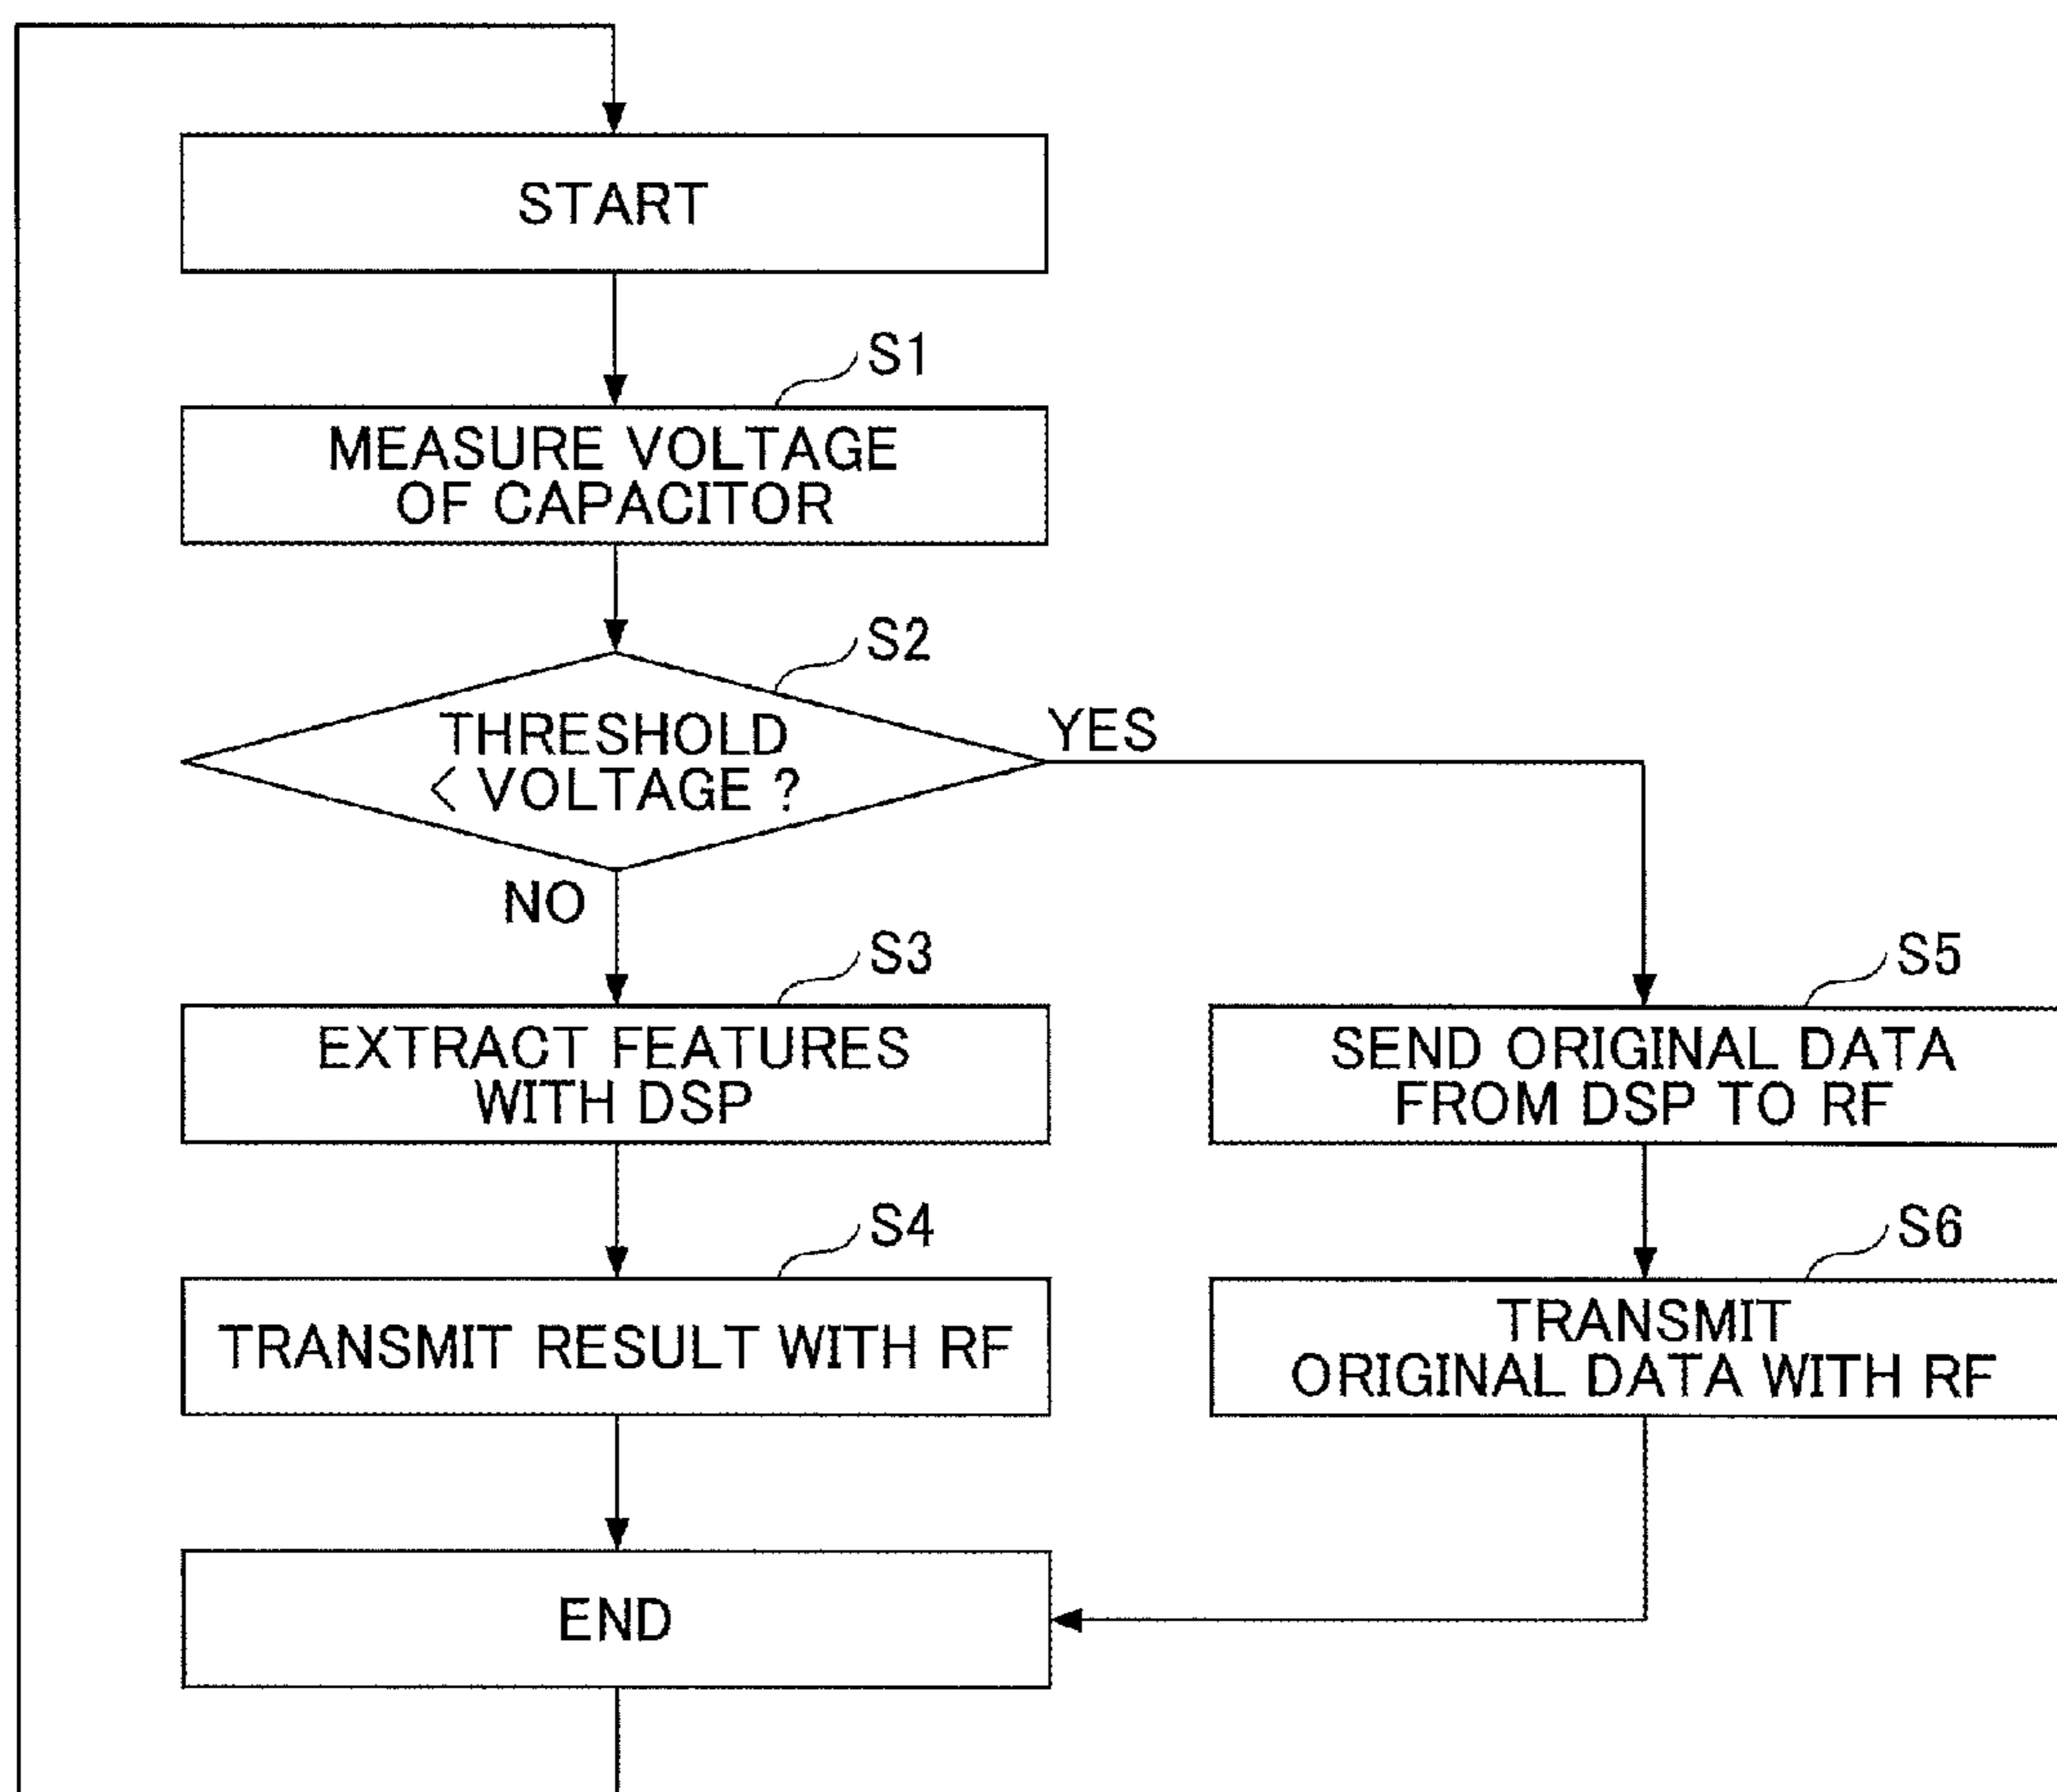 START
S1
MEASURE VOLTAGE
OF CAPACITOR
S2
THRESHOLD
< VOLTAGE ?
YES
NO
S3
EXTRACT FEATURES
WITH DSP
S5
SEND ORIGINAL DATA
FROM DSP TO RF
S4
TRANSMIT RESULT WITH RF
S6
TRANSMIT
ORIGINAL DATA WITH RF
END